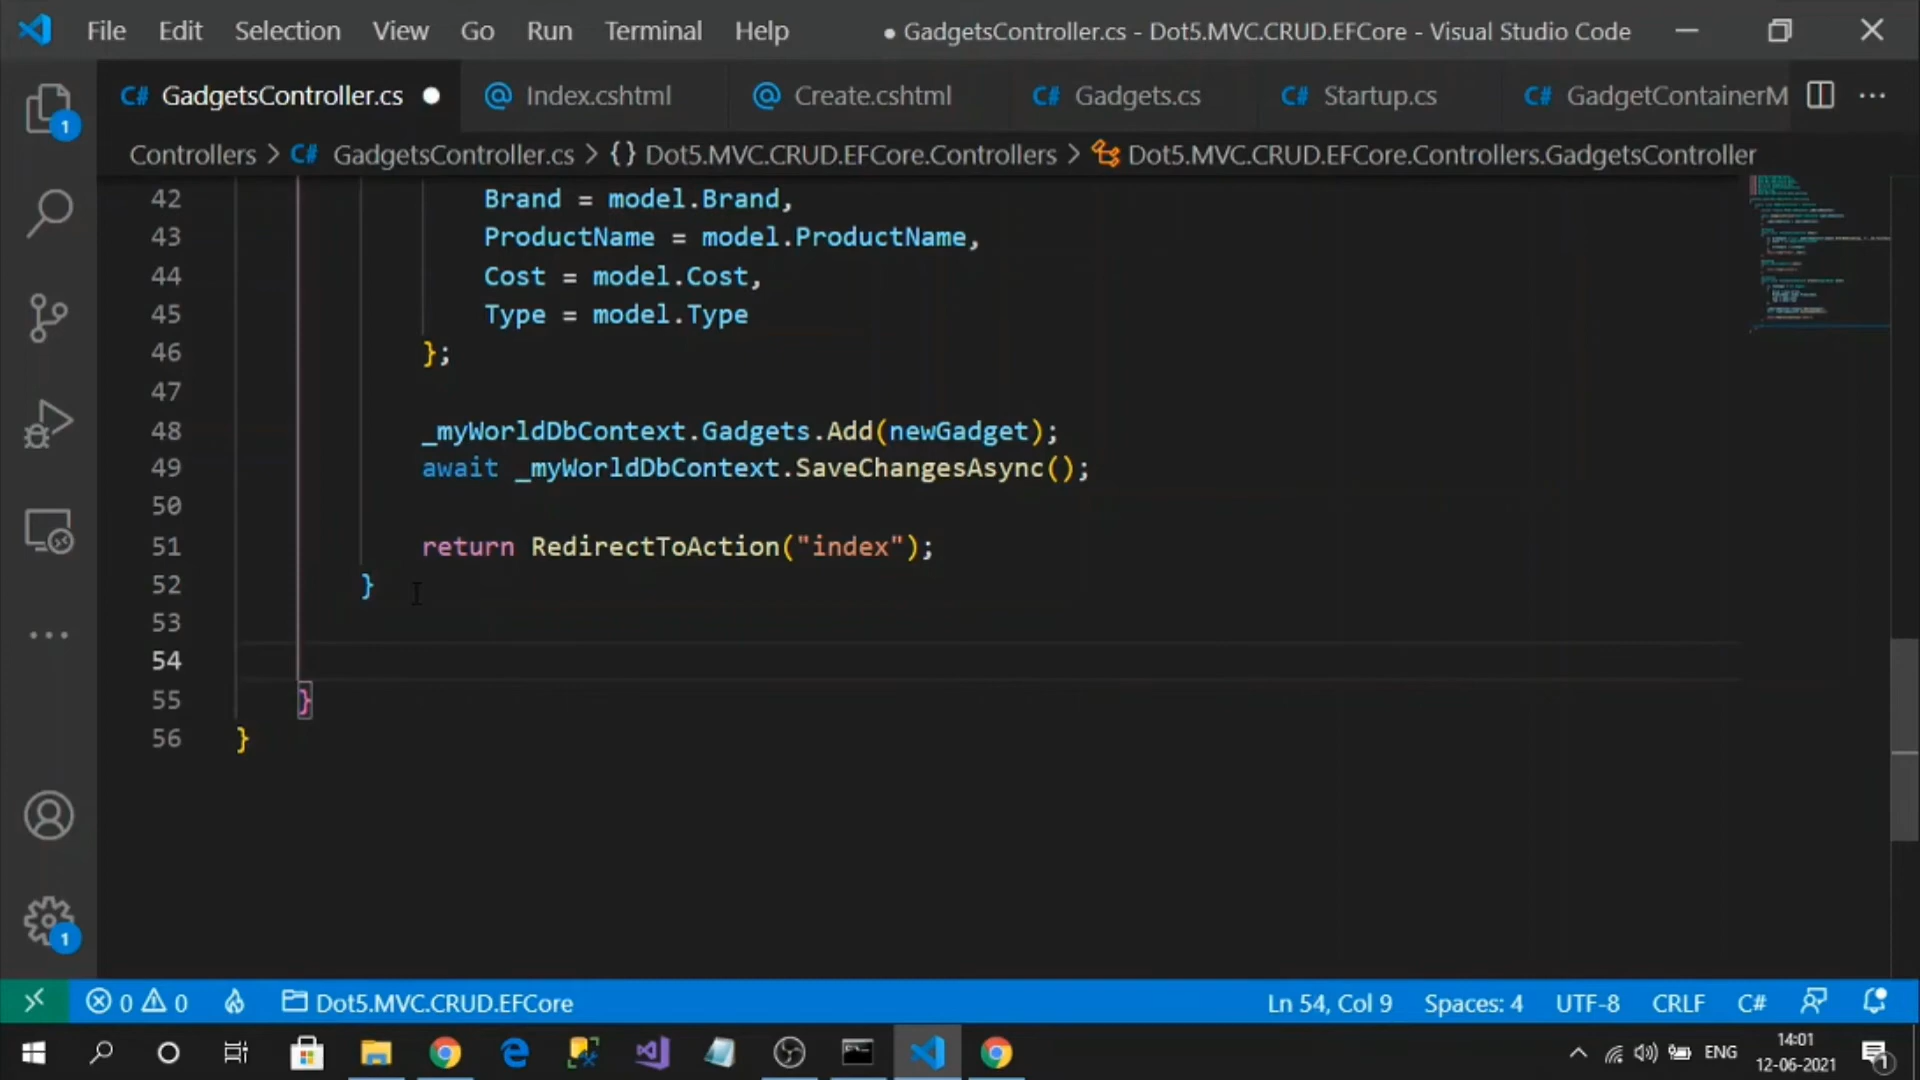 File Edit Selection View Go Run Terminal Help ● GadgetsController.cs - Dot5.MVC.CRUD.EFCore - Visual Studio Code
C# GadgetsController.cs ● @ Index.cshtml @ Create.cshtml C# Gadgets.cs C# Startup.cs C# GadgetContainerM ...
Controllers > C# GadgetsController.cs > {} Dot5.MVC.CRUD.EFCore.Controllers > Dot5.MVC.CRUD.EFCore.Controllers.GadgetsController
42 Brand = model.Brand,
43 ProductName = model.ProductName,
44 Cost = model.Cost,
45 Type = model.Type
46 };
47
48 _myWorldDbContext.Gadgets.Add(newGadget);
49 await _myWorldDbContext.SaveChangesAsync();
50
51 return RedirectToAction("index");
52 }
53
54
55 }
56 }
1
1
0 0 Dot5.MVC.CRUD.EFCore Ln 54, Col 9 Spaces: 4 UTF-8 CRLF C#
ENG 14:01
12-06-2021 1